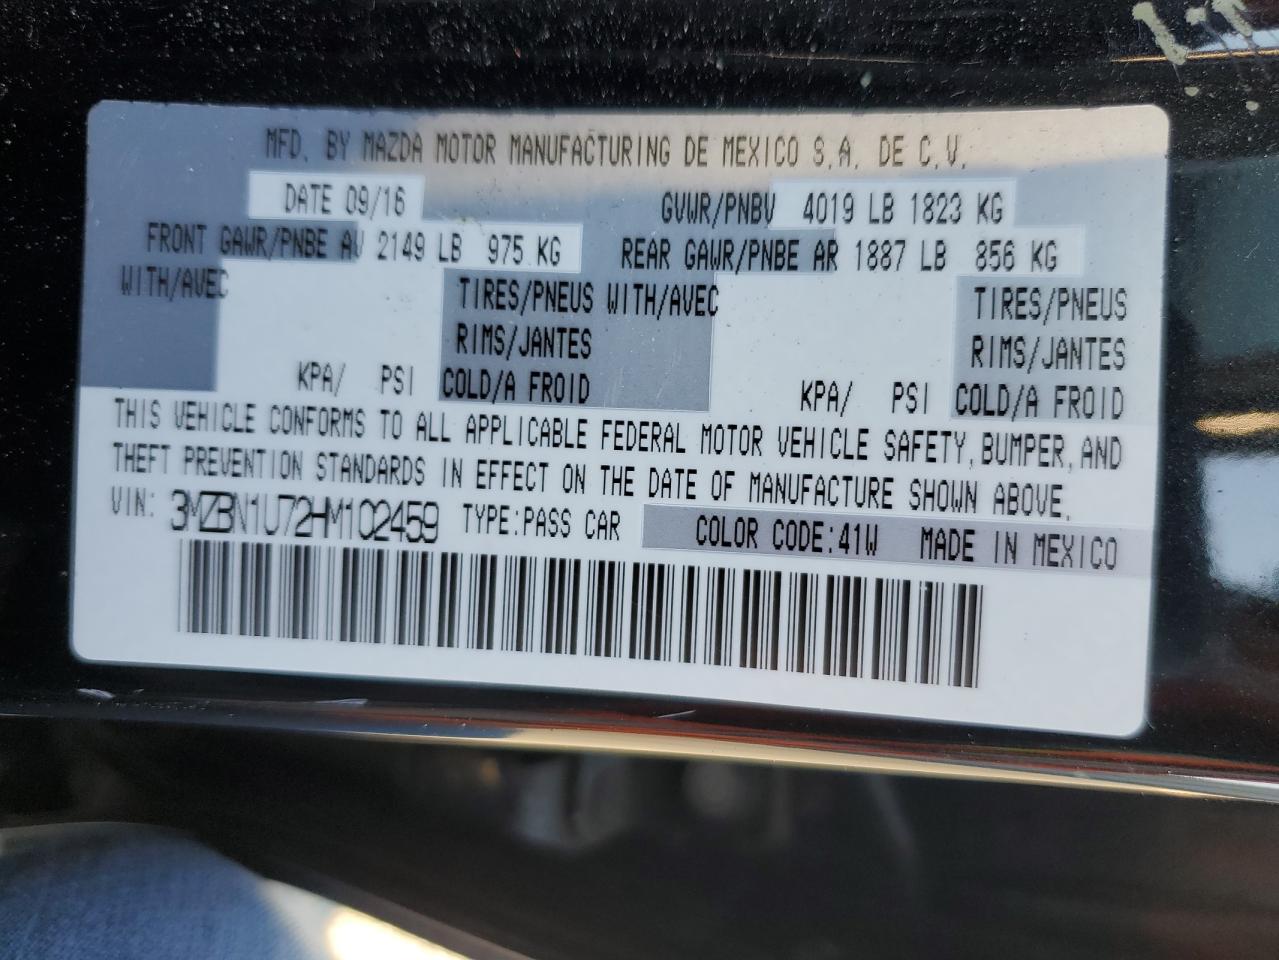 MFD. BY MAZDA MOTOR MANUFACTURING DE MEXICO S.A. DE C.V.
DATE 09/16 GVWR/PNBV 4019 LB 1823 KG
FRONT GAWR/PNBE AV 2149 LB 975 KG REAR GAWR/PNBE AR 1887 LB 856 KG
WITH/AVEC TIRES/PNEUS WITH/AVEC TIRES/PNEUS
RIMS/JANTES RIMS/JANTES
KPA/ PSI COLD/A FROID KPA/ PSI COLD/A FROID
THIS VEHICLE CONFORMS TO ALL APPLICABLE FEDERAL MOTOR VEHICLE SAFETY, BUMPER, AND
THEFT PREVENTION STANDARDS IN EFFECT ON THE DATE OF MANUFACTURE SHOWN ABOVE.
VIN: 3MZBN1U72HM102459 TYPE:PASS CAR COLOR CODE:41W MADE IN MEXICO